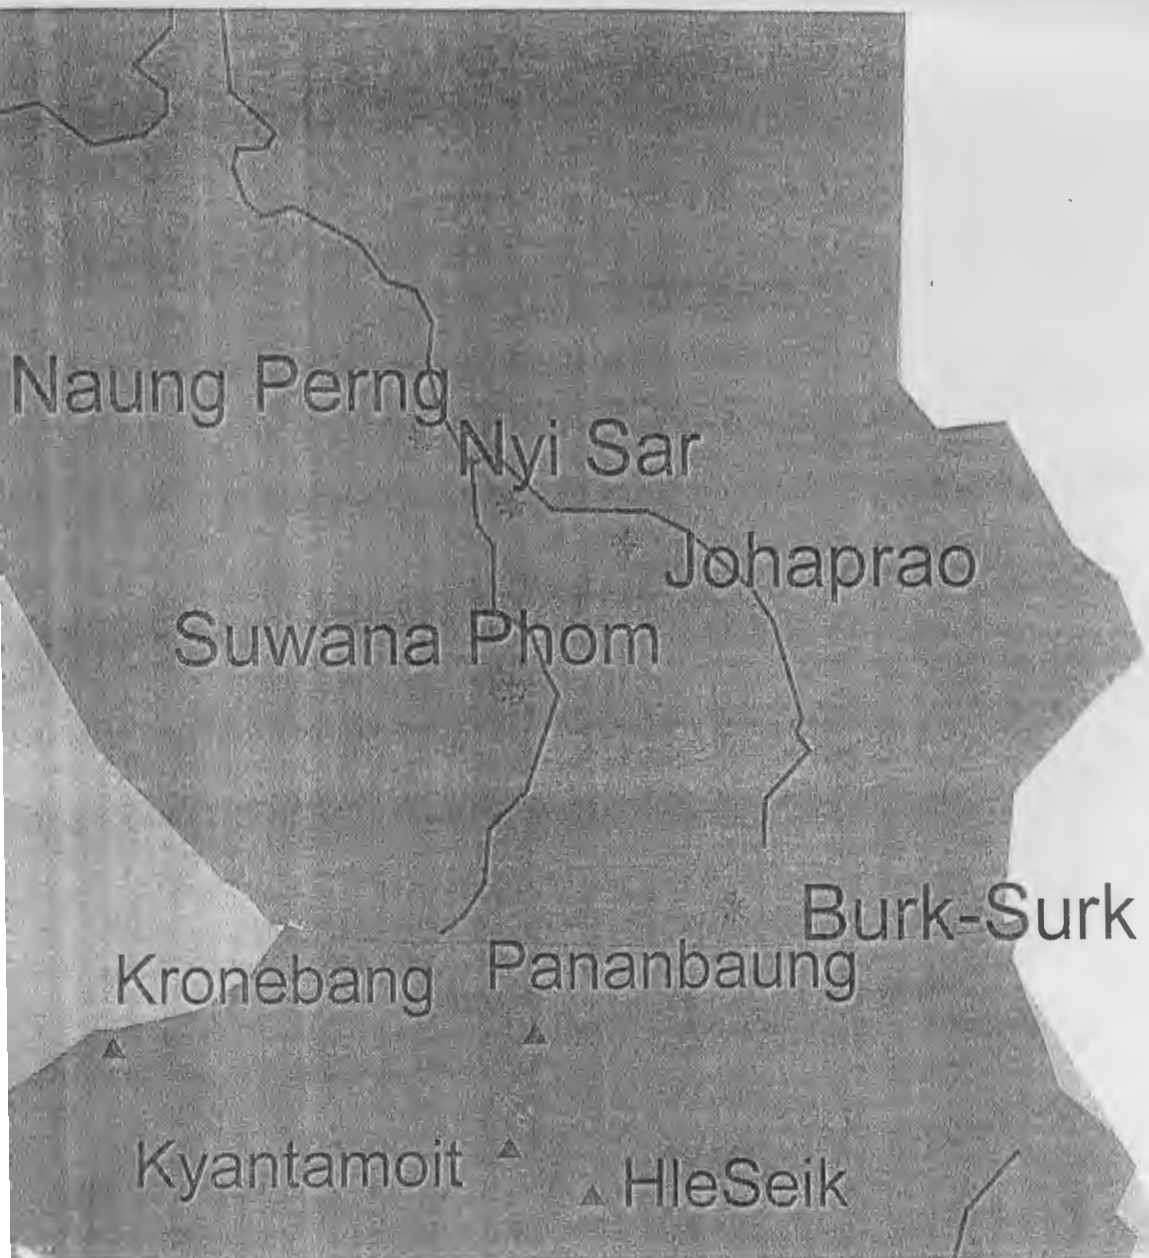 Naung Perng
Nyi Sar
Johaprao
Suwana Phom
Burk-Surk
Kronebang
Pananbaung
Kyantamoit
HleSeik